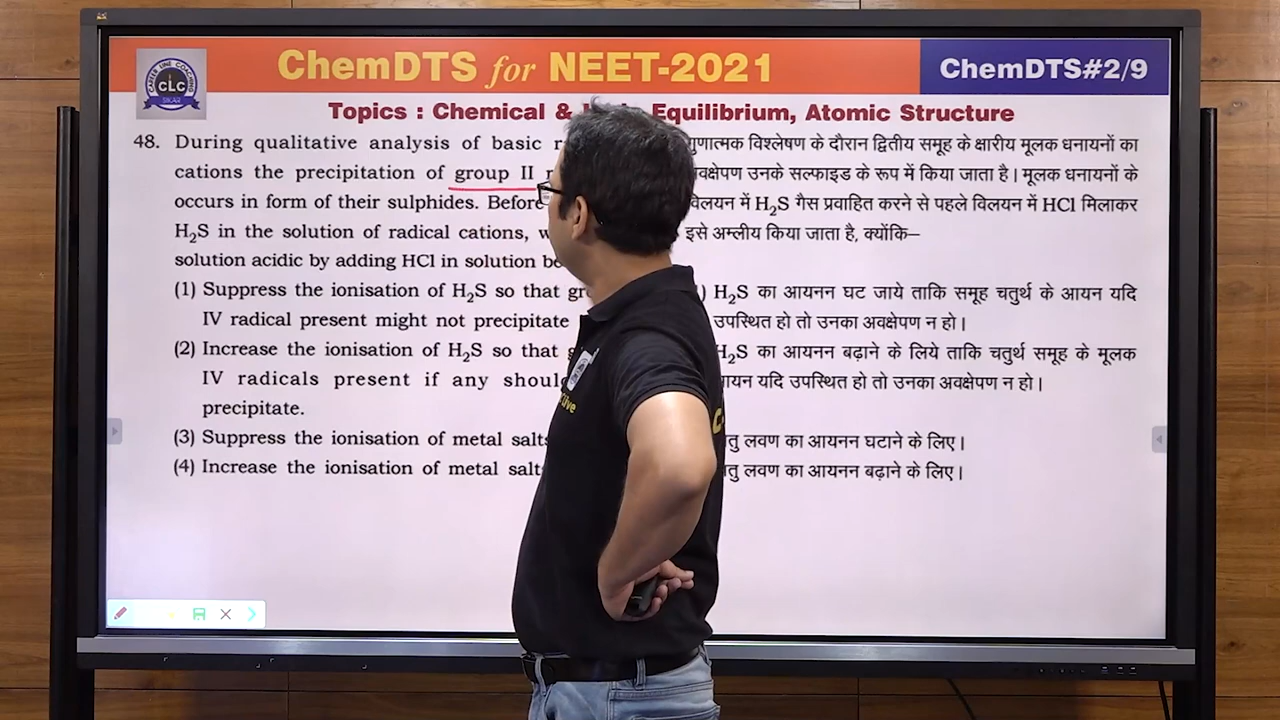 CAREER LINE COACHING
CLC
SIKAR
ChemDTS for NEET-2021
ChemDTS#2/9
Topics : Chemical & Equilibrium, Atomic Structure
48. During qualitative analysis of basic
cations the precipitation of group II
occurs in form of their sulphides. Before
H₂S in the solution of radical cations,
solution acidic by adding HCl in solution
(1) Suppress the ionisation of H₂S so that
IV radical present might not precipitate
(2) Increase the ionisation of H₂S so that
IV radicals present if any
precipitate.
(3) Suppress the ionisation of metal
(4) Increase the ionisation of metal
विश्लेषण के दौरान द्वितीय समूह के क्षारीय मूलक धनायनों का
उनके सल्फाइड के रूप में किया जाता है। मूलक धनायनों के
में H₂S गैस प्रवाहित करने से पहले विलयन में HCl मिलाकर
इसे अम्लीय किया जाता है, क्योंकि–
H₂S का आयनन घट जाये ताकि समूह चतुर्थ के आयन यदि
उपस्थित हो तो उनका अवक्षेपण न हो।
H₂S का आयनन बढ़ाने के लिये ताकि चतुर्थ समूह के मूलक
यदि उपस्थित हो तो उनका अवक्षेपण न हो।
लवण का आयनन घटाने के लिए।
लवण का आयनन बढ़ाने के लिए।